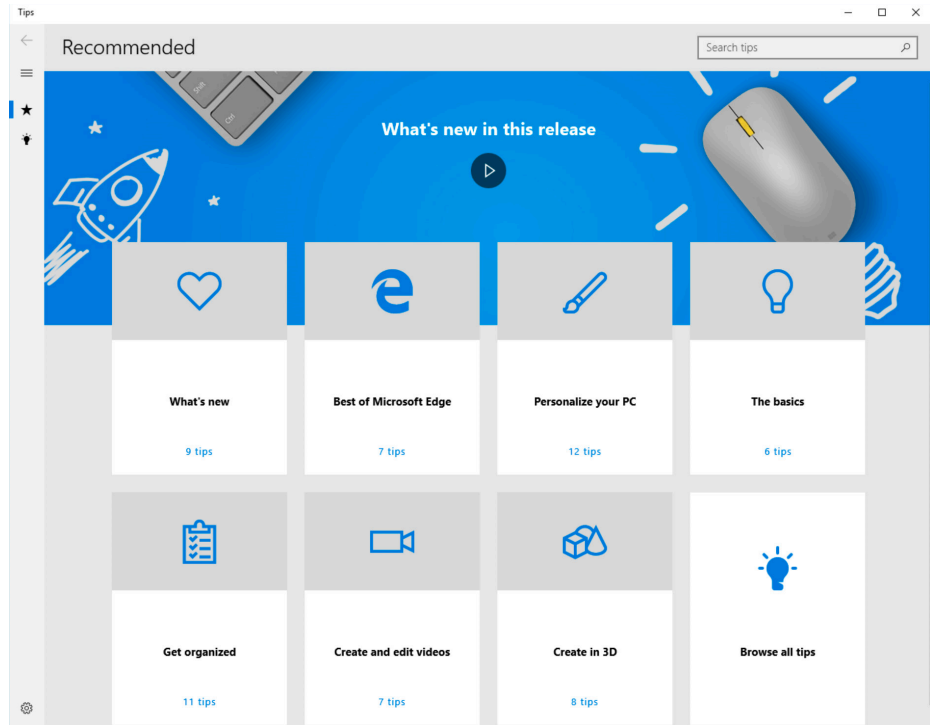 Tips
Recommended
Search tips
Shift
Ctrl
What's new in this release
What's new
Best of Microsoft Edge
Personalize your PC
The basics
9 tips
7 tips
12 tips
6 tips
Get organized
Create and edit videos
Create in 3D
Browse all tips
11 tips
7 tips
8 tips